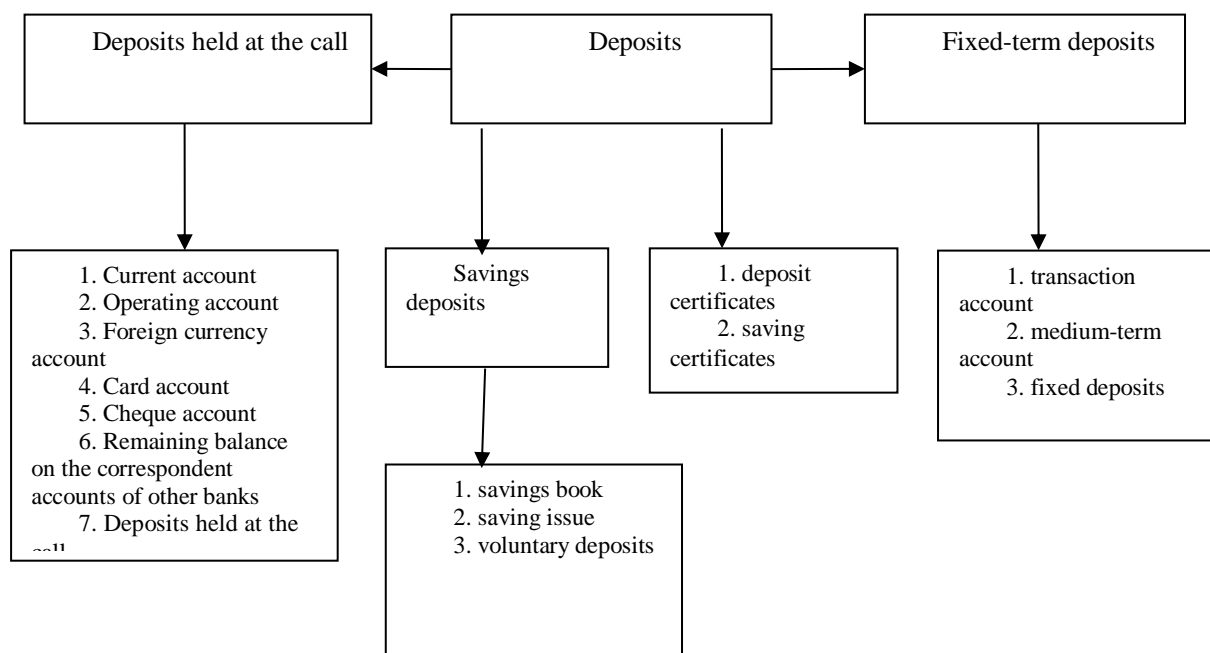 Deposits held at the call
Deposits
Fixed-term deposits
1. Current account
2. Operating account
3. Foreign currency
account
4. Card account
5. Cheque account
6. Remaining balance
on the correspondent
accounts of other banks
7. Deposits held at the
call
Savings
deposits
1. deposit
certificates
2. saving
certificates
1. transaction
account
2. medium-term
account
3. fixed deposits
1. savings book
2. saving issue
3. voluntary deposits